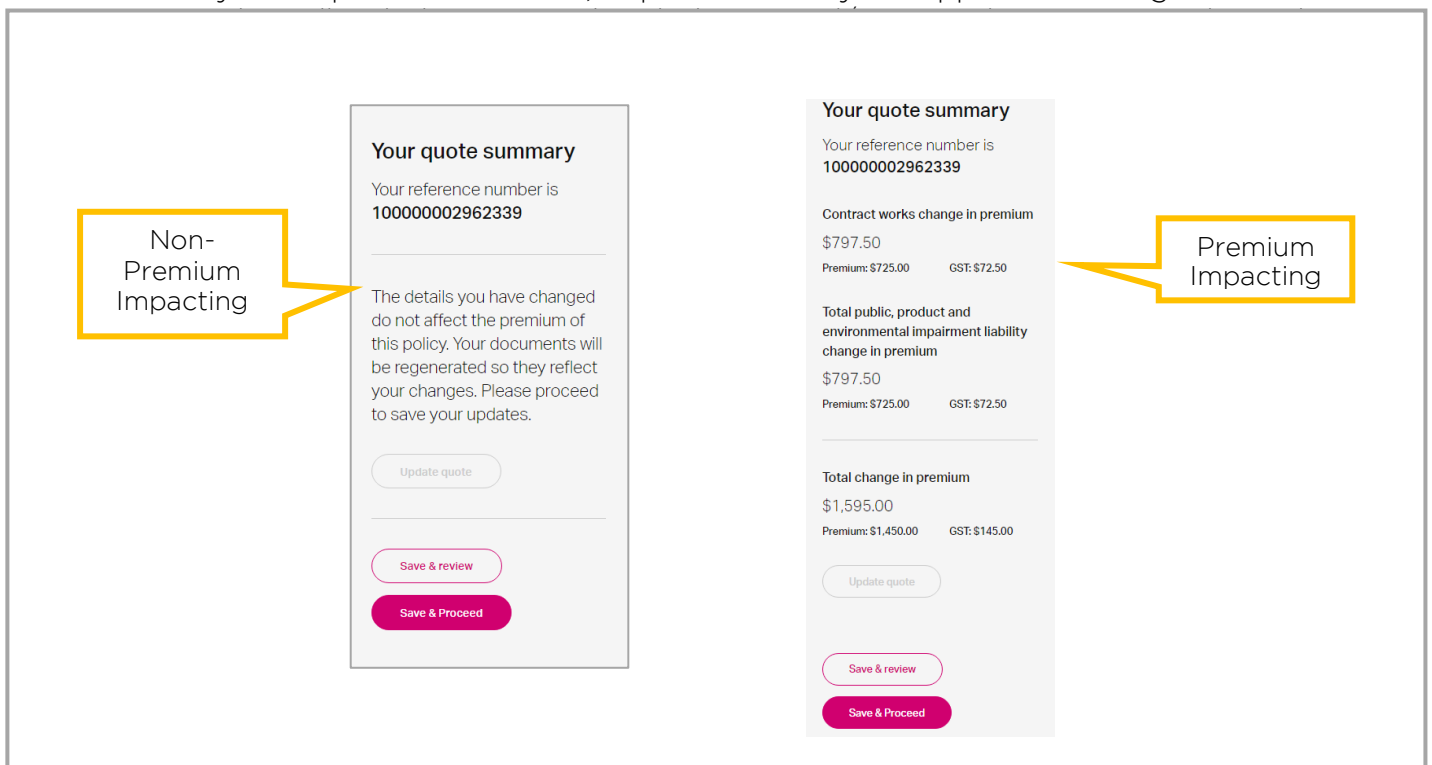 Non-
Premium
Impacting
Your quote summary
Your reference number is
100000002962339
The details you have changed
do not affect the premium of
this policy. Your documents will
be regenerated so they reflect
your changes. Please proceed
to save your updates.
Update quote
Save & review
Save & Proceed
Your quote summary
Your reference number is
100000002962339
Contract works change in premium
$797.50
Premium: $725.00 GST: $72.50
Total public, product and
environmental impairment liability
change in premium
$797.50
Premium: $725.00 GST: $72.50
Total change in premium
$1,595.00
Premium: $1,450.00 GST: $145.00
Update quote
Save & review
Save & Proceed
Premium
Impacting